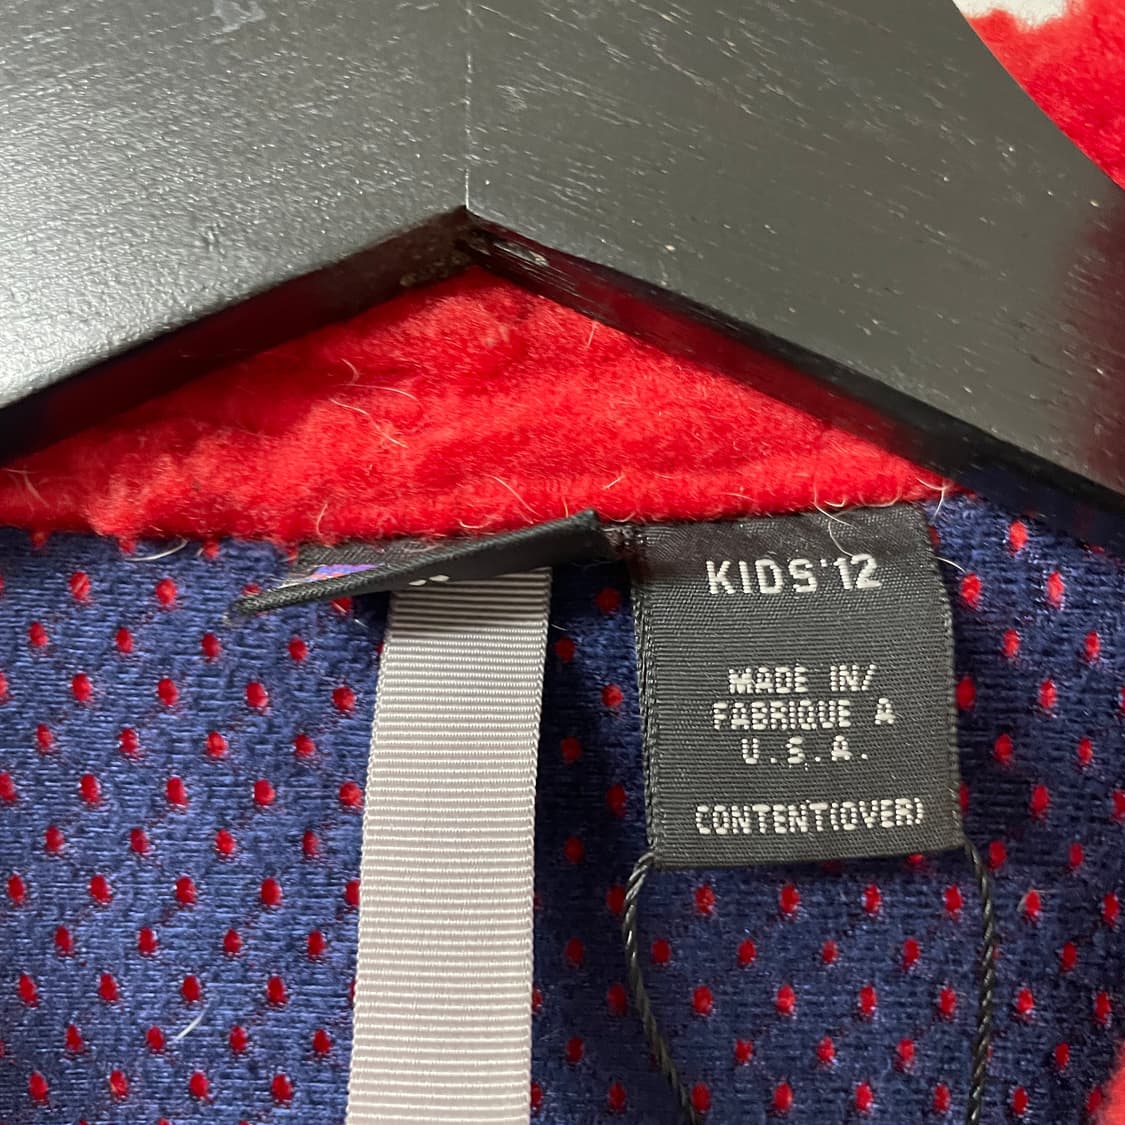 KIDS'12
MADE IN/
FABRIQUE A
U.S.A.
CONTENT(OVER)